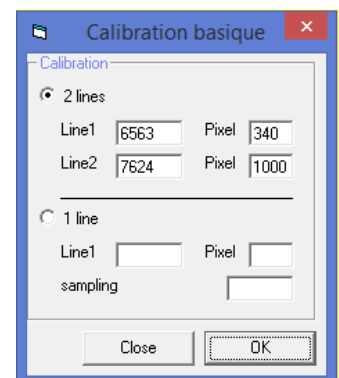 Calibration basique
Calibration
2 lines
Line1 6563 Pixel 340
Line2 7624 Pixel 1000
1 line
Line1 Pixel
sampling
Close OK